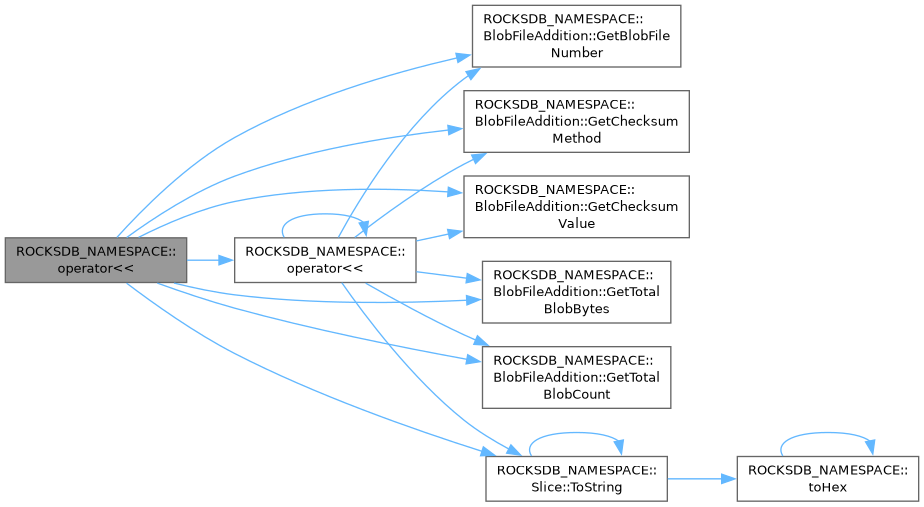 ROCKSDB_NAMESPACE::
BlobFileAddition::GetBlobFile
Number
ROCKSDB_NAMESPACE::
BlobFileAddition::GetChecksum
Method
ROCKSDB_NAMESPACE::
BlobFileAddition::GetChecksum
Value
ROCKSDB_NAMESPACE::
operator<<
ROCKSDB_NAMESPACE::
operator<<
ROCKSDB_NAMESPACE::
BlobFileAddition::GetTotal
BlobBytes
ROCKSDB_NAMESPACE::
BlobFileAddition::GetTotal
BlobCount
ROCKSDB_NAMESPACE::
Slice::ToString
ROCKSDB_NAMESPACE::
toHex